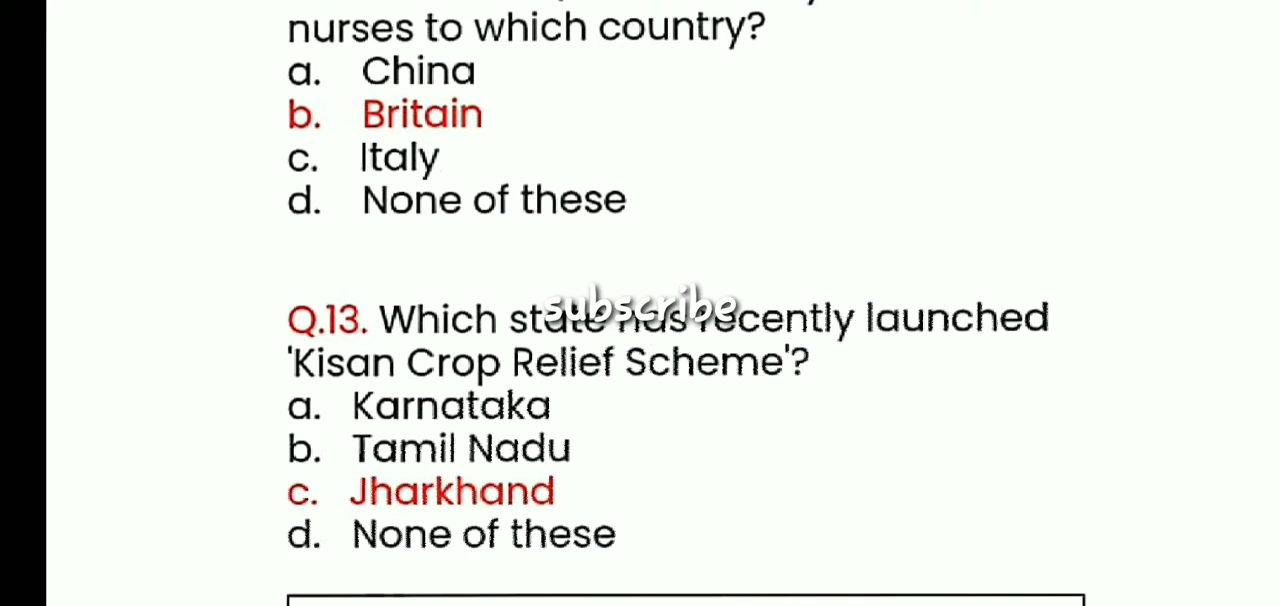 nurses to which country?
a. China
b. Britain
c. Italy
d. None of these
subscribe
Q.13. Which state has recently launched
'Kisan Crop Relief Scheme'?
a. Karnataka
b. Tamil Nadu
c. Jharkhand
d. None of these